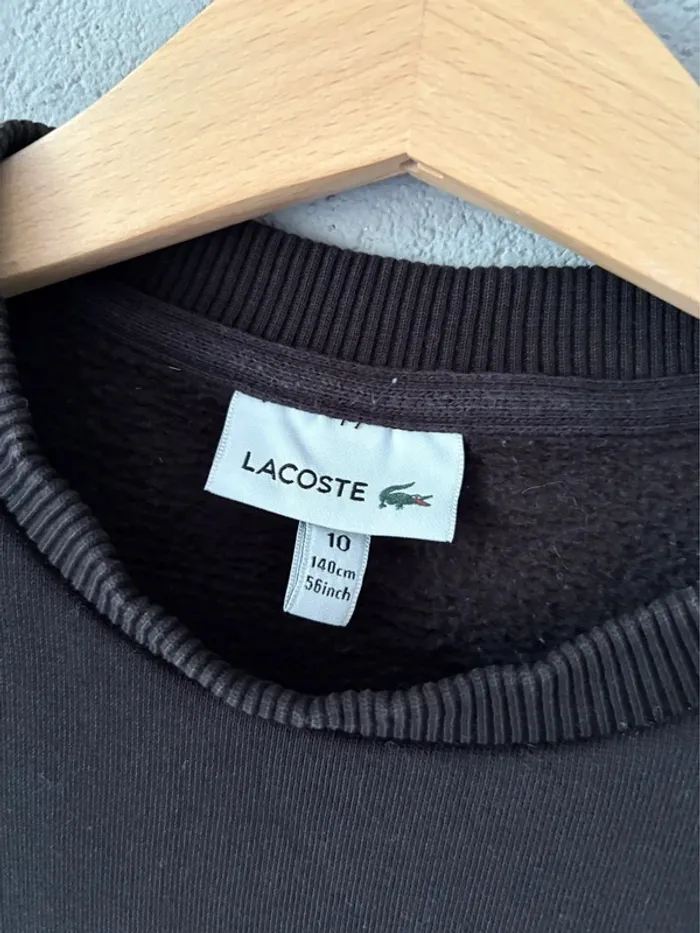 LACOSTE
10
140cm
56inch